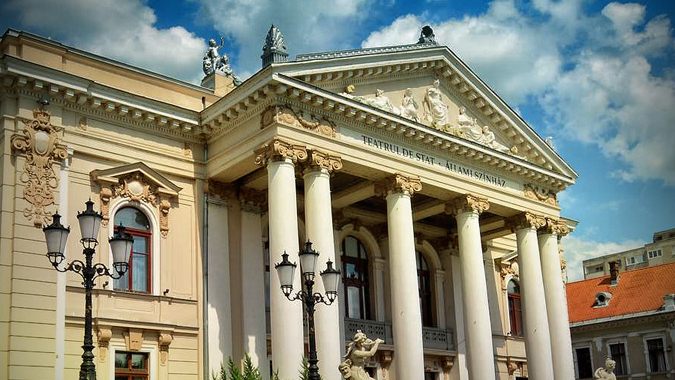 TEATRUL DE STAT · ÁLLAMI SZÍNHÁZ